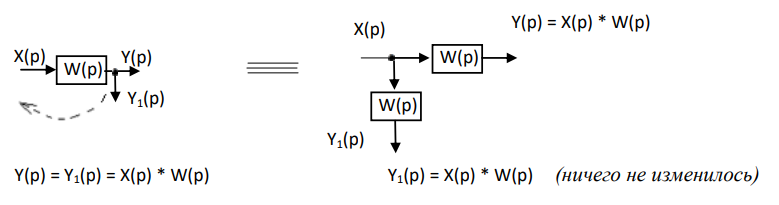 Y(p) = X(p) * W(p)
X(p)
X(p)
W(p)
Y(p)
W(p)
Y₁(p)
W(p)
Y₁(p)
Y(p) = Y₁(p) = X(p) * W(p)
Y₁(p) = X(p) * W(p) (ничего не изменилось)